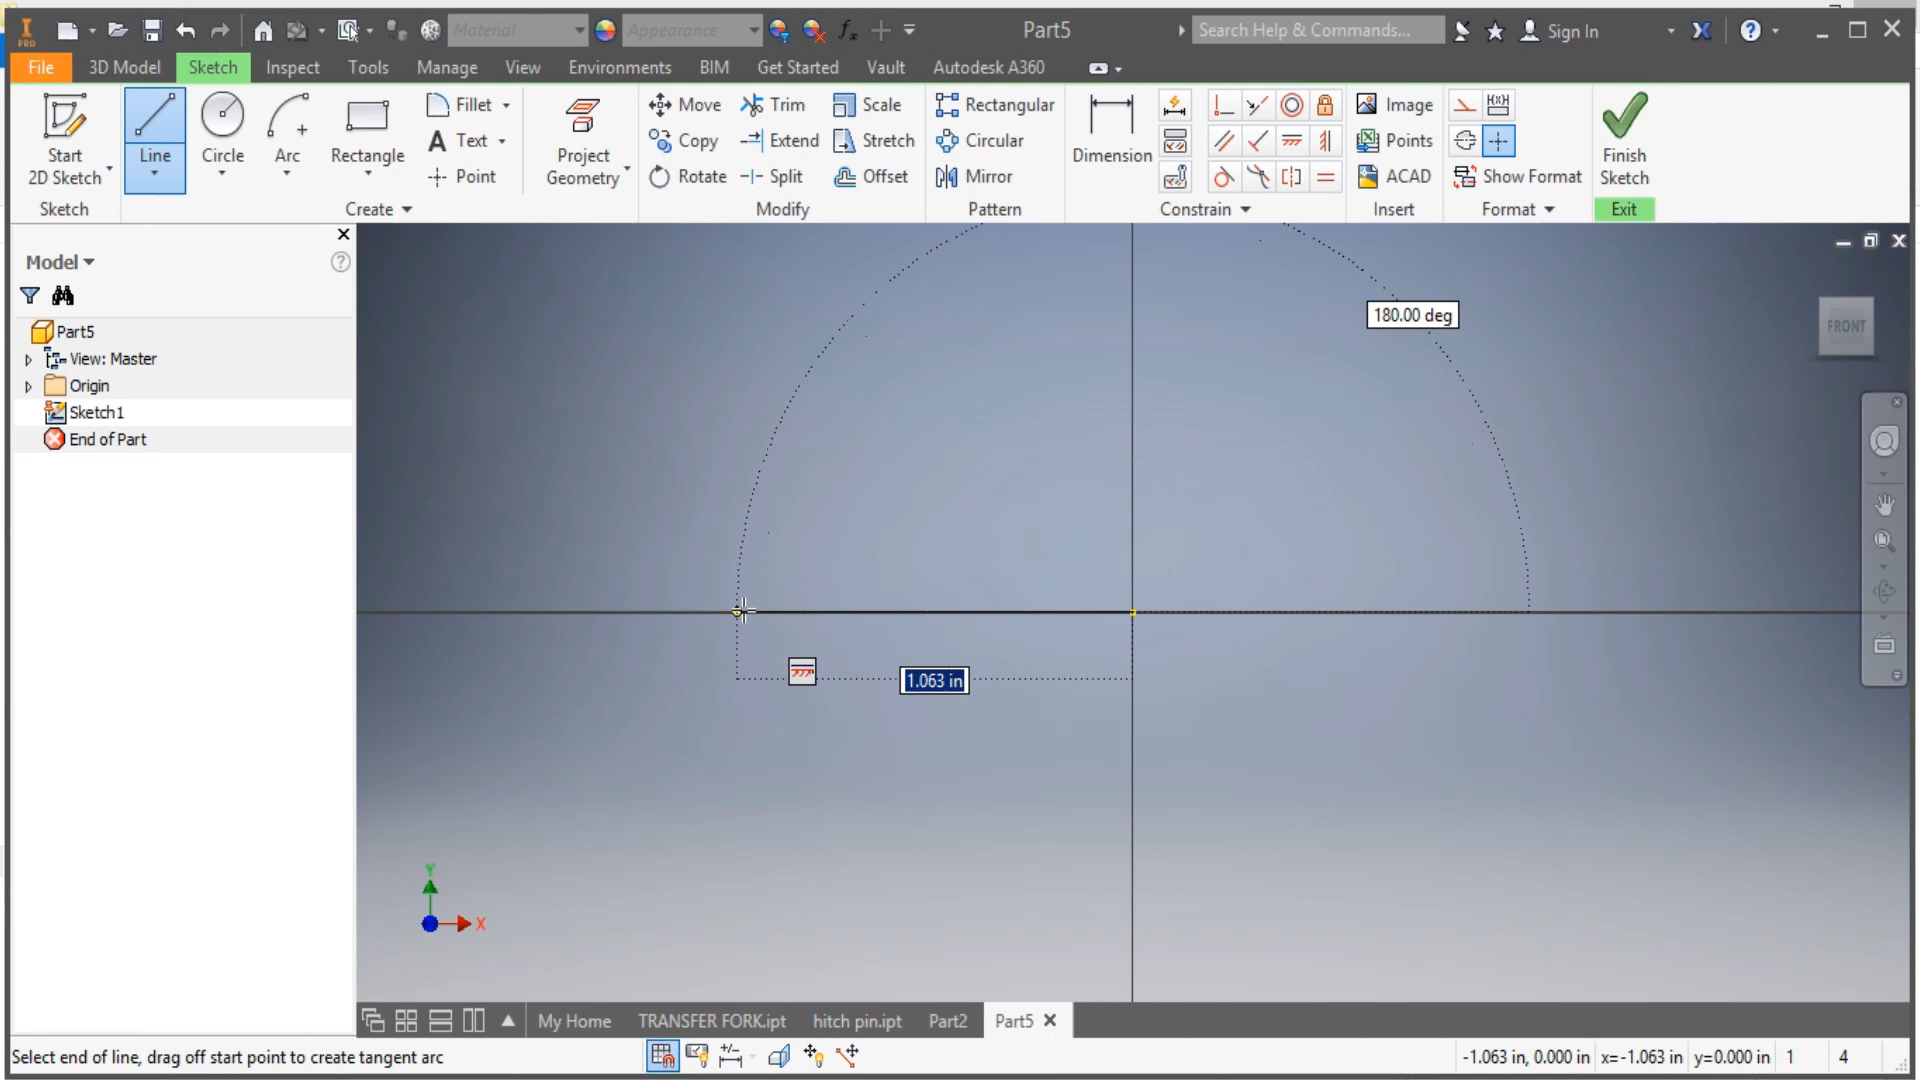 PRO
Material
Appearance
Part5
Search Help & Commands...
Sign In
File
3D Model
Sketch
Inspect
Tools
Manage
View
Environments
BIM
Get Started
Vault
Autodesk A360
Start
2D Sketch
Line
Circle
Arc
Rectangle
Fillet
Text
Point
Project
Geometry
Move
Copy
Rotate
Trim
Extend
Split
Scale
Stretch
Offset
Rectangular
Circular
Mirror
Dimension
Image
Points
ACAD
Show Format
Finish
Sketch
Sketch
Create
Modify
Pattern
Constrain
Insert
Format
Exit
Model
Part5
View: Master
Origin
Sketch1
End of Part
180.00 deg
FRONT
1.063 in
Y
X
My Home
TRANSFER FORK.ipt
hitch pin.ipt
Part2
Part5
Select end of line, drag off start point to create tangent arc
-1.063 in, 0.000 in
x=-1.063 in
y=0.000 in
1
4